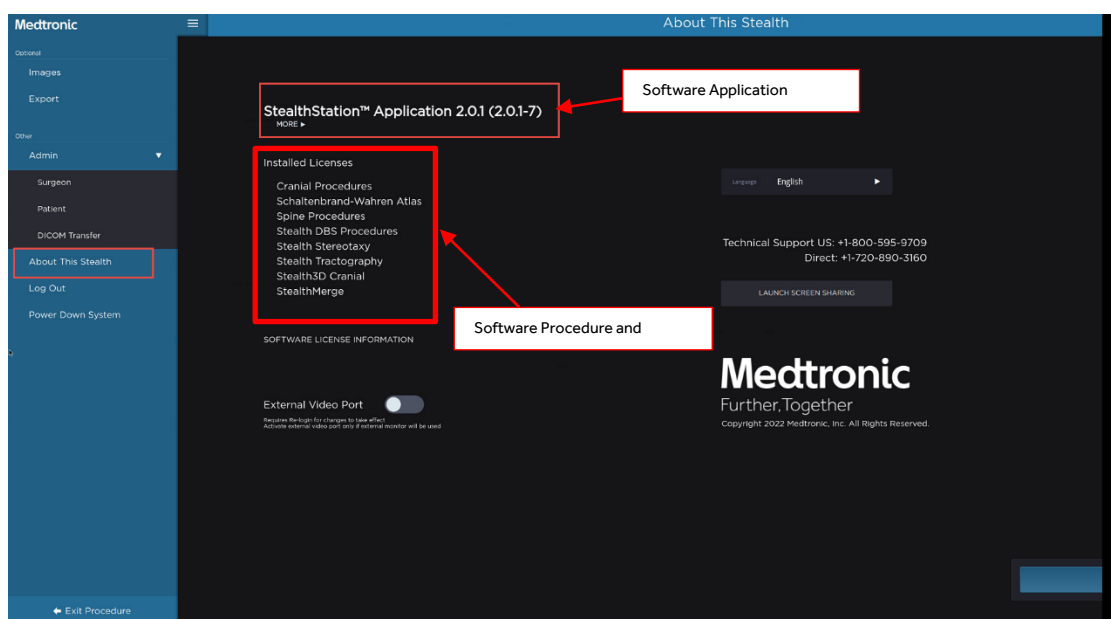 Medtronic
About This Stealth
Optional
Images
Export
Other
Admin
Surgeon
Patient
DICOM Transfer
About This Stealth
Log Out
Power Down System
Exit Procedure
StealthStation™ Application 2.0.1 (2.0.1-7)
MORE
Software Application
Installed Licenses
Cranial Procedures
Schaltenbrand-Wahren Atlas
Spine Procedures
Stealth DBS Procedures
Stealth Stereotaxy
Stealth Tractography
Stealth3D Cranial
StealthMerge
Software Procedure and
SOFTWARE LICENSE INFORMATION
External Video Port
Requires Re-login for changes to take effect
Activate external video port only if external monitor will be used
Language English
Technical Support US: +1-800-595-9709
Direct: +1-720-890-3160
LAUNCH SCREEN SHARING
Medtronic
Further,Together
Copyright 2022 Medtronic, Inc. All Rights Reserved.